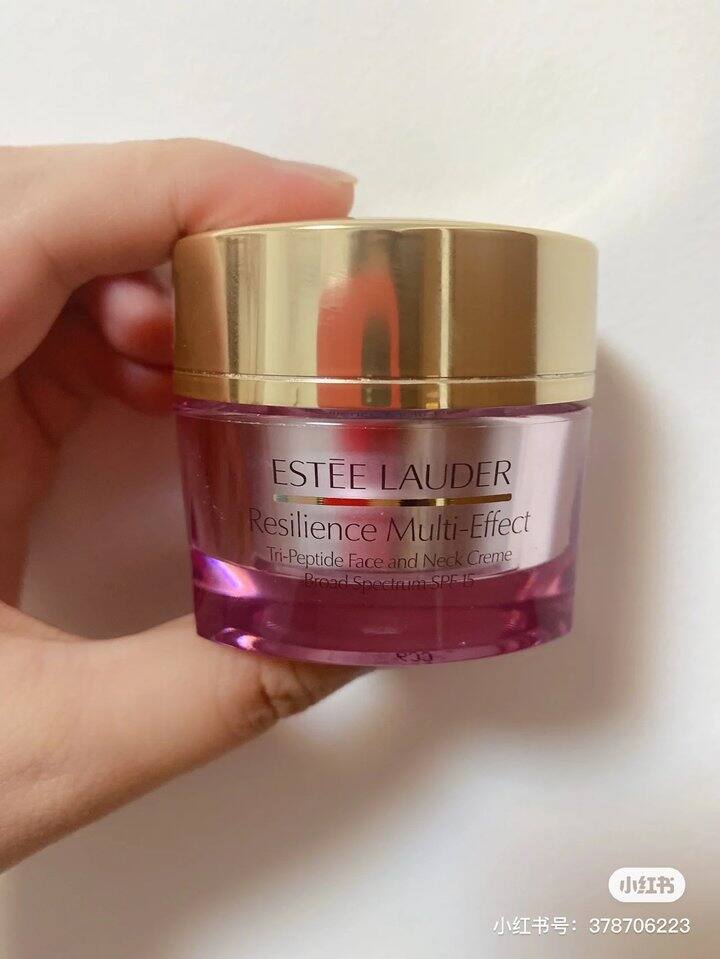 ESTĒE LAUDER
Resilience Multi-Effect
Tri-Peptide Face and Neck Creme
Broad Spectrum SPF 15
小红书
小红书号：378706223